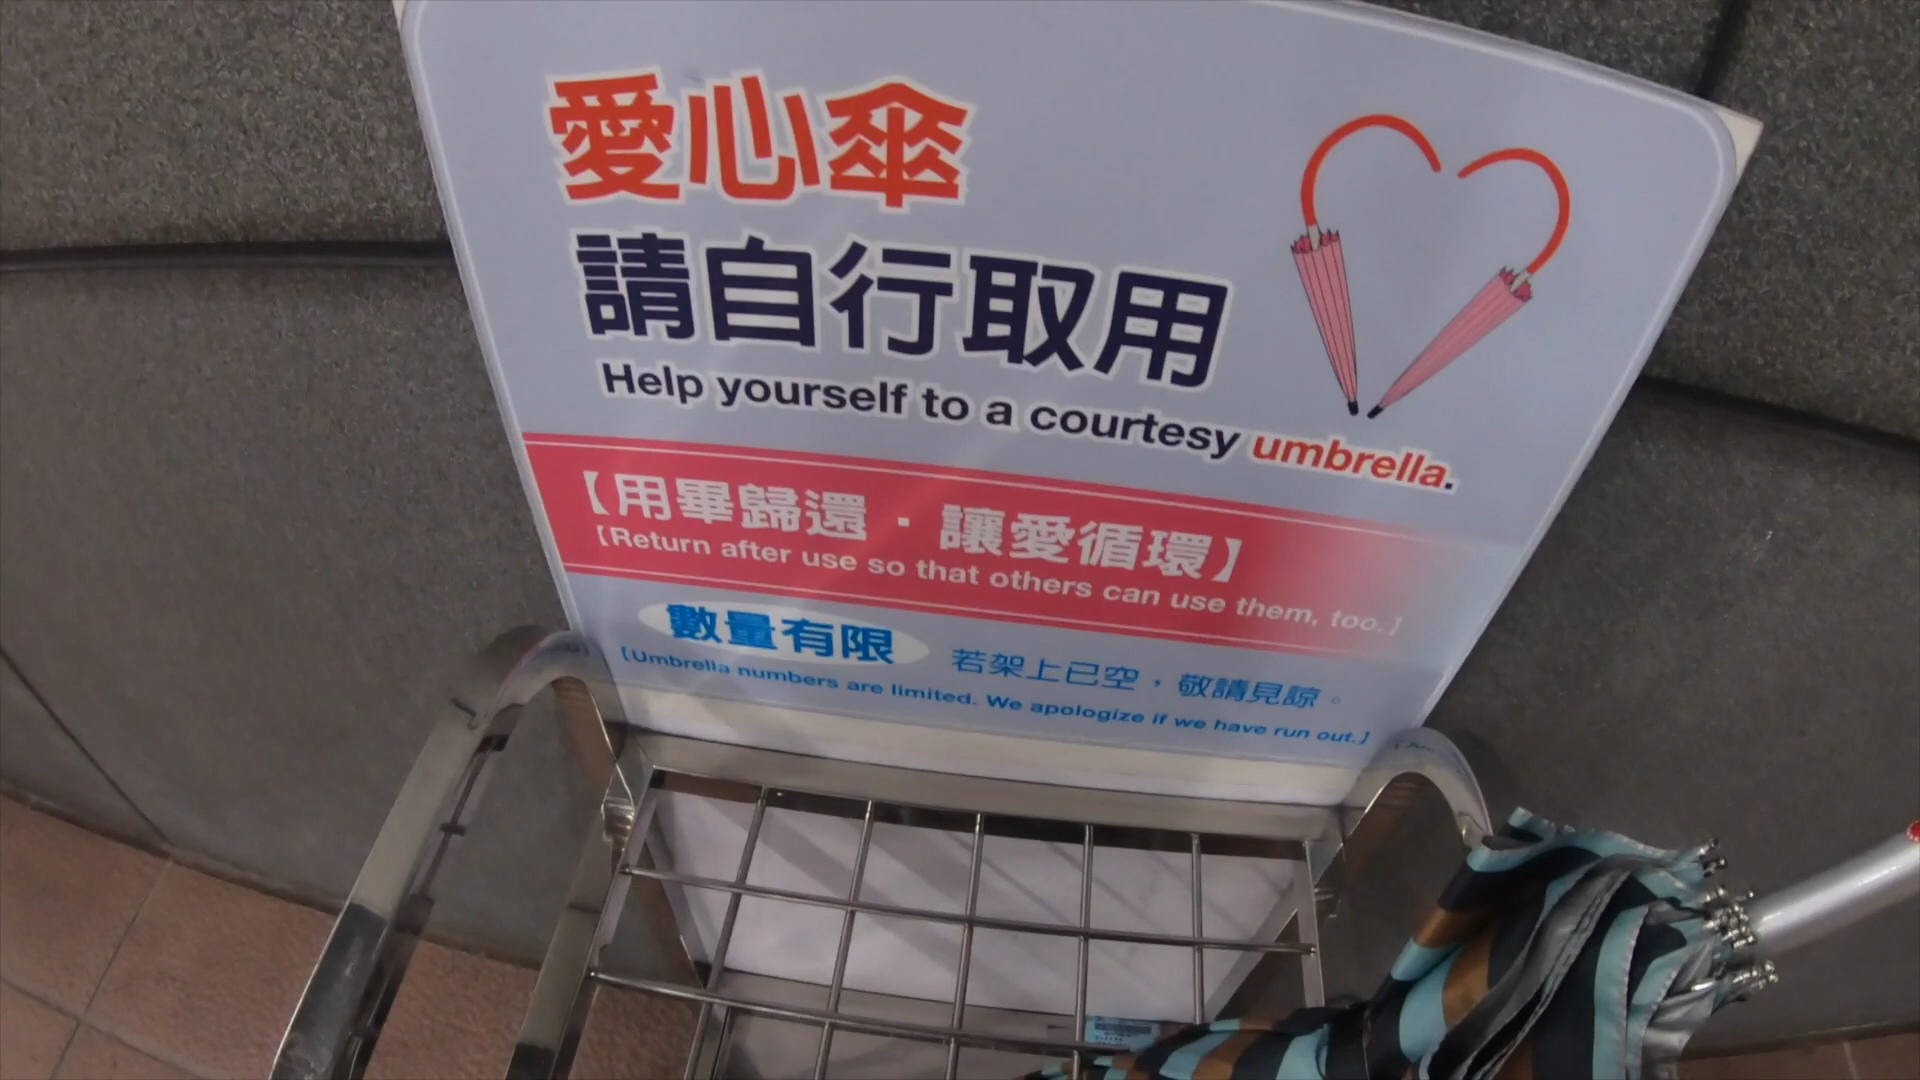 愛心傘
請自行取用
Help yourself to a courtesy umbrella.
【用畢歸還．讓愛循環】
【Return after use so that others can use them, too.】
數量有限 若架上已空，敬請見諒。
【Umbrella numbers are limited. We apologize if we have run out.】